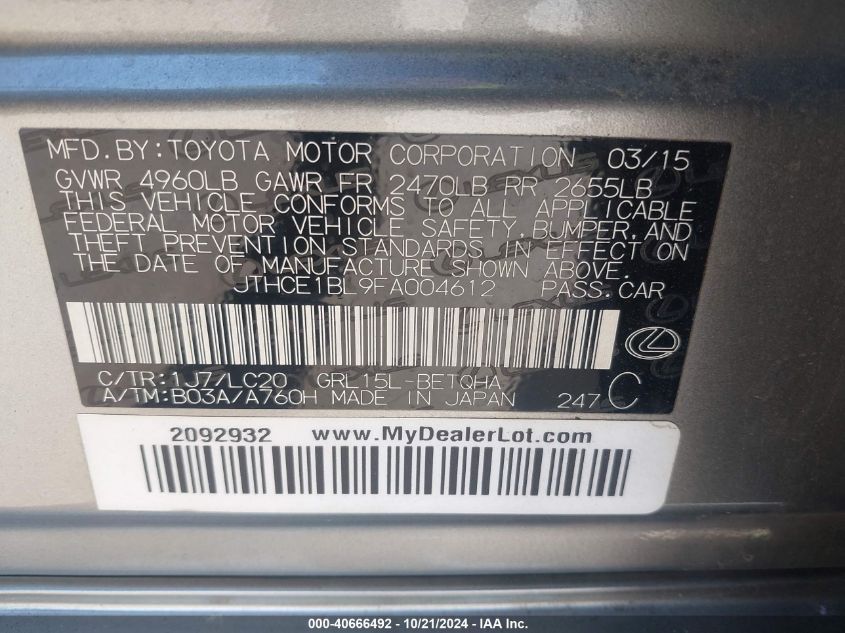 MFD.BY:TOYOTA MOTOR CORPORATION 03/15
GVWR 4960LB GAWR FR 2470LB RR 2655LB
THIS VEHICLE CONFORMS TO ALL APPLICABLE
FEDERAL MOTOR VEHICLE SAFETY, BUMPER, AND
THEFT PREVENTION STANDARDS IN EFFECT ON
THE DATE OF MANUFACTURE SHOWN ABOVE.
JTHCE1BL9FA004612 PASS.CAR
C/TR:1J7/LC20 GRL15L-BETQHA
A/TM:B03A/A760H MADE IN JAPAN 247 C
2092932 www.MyDealerLot.com
000-40666492 - 10/21/2024 - IAA Inc.